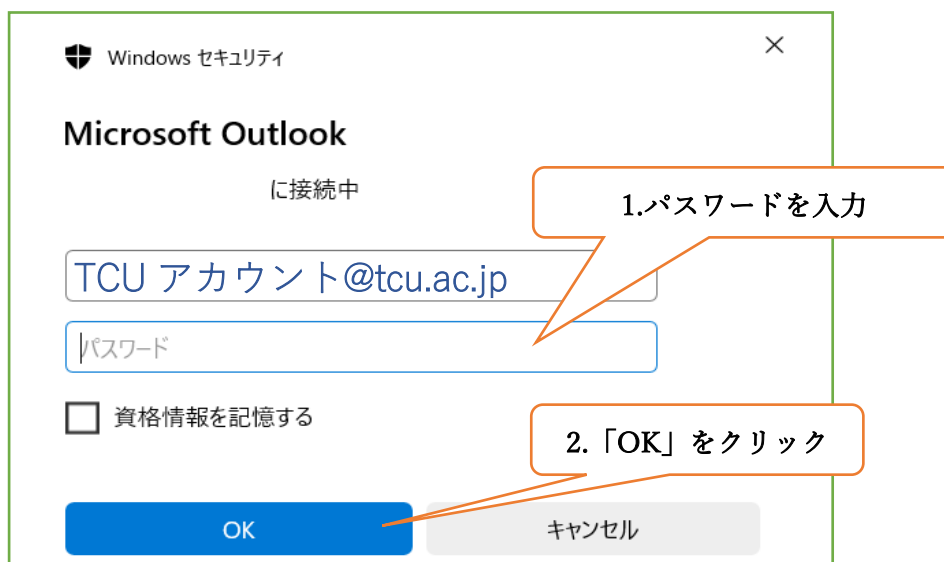 Windows セキュリティ
Microsoft Outlook
に接続中
1.パスワードを入力
TCU アカウント@tcu.ac.jp
パスワード
資格情報を記憶する
2.「OK」をクリック
OK
キャンセル